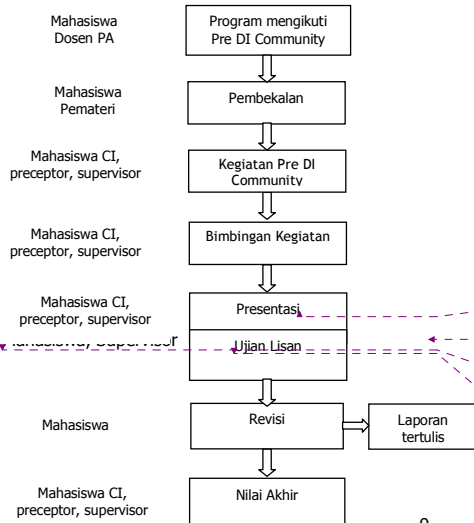 Mahasiswa
Dosen PA
Program mengikuti
Pre DI Community
Mahasiswa
Pemateri
Pembekalan
Mahasiswa CI,
preceptor, supervisor
Kegiatan Pre DI
Community
Mahasiswa CI,
preceptor, supervisor
Bimbingan Kegiatan
Mahasiswa CI,
preceptor, supervisor
Presentasi
Mahasiswa, Supervisor
Ujian Lisan
Mahasiswa
Revisi
Laporan
tertulis
Mahasiswa CI,
preceptor, supervisor
Nilai Akhir